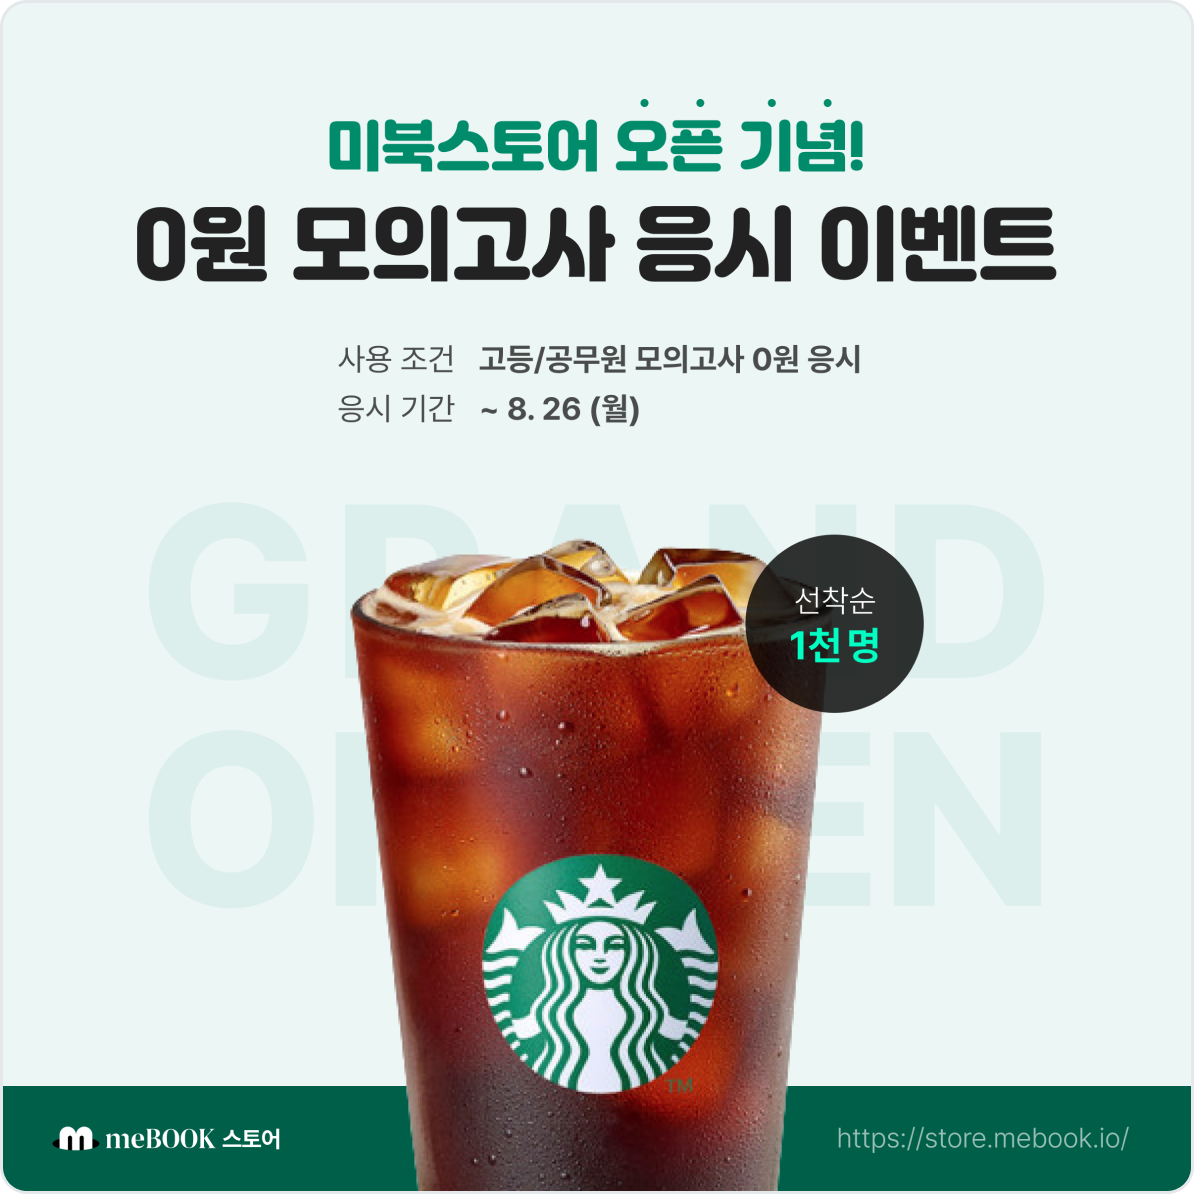 미북스토어 오픈 기념!
0원 모의고사 응시 이벤트
사용 조건 고등/공무원 모의고사 0원 응시
응시 기간 ~ 8. 26 (월)
GRAND
OPEN
선착순
1천 명
TM
meBOOK 스토어
https://store.mebook.io/